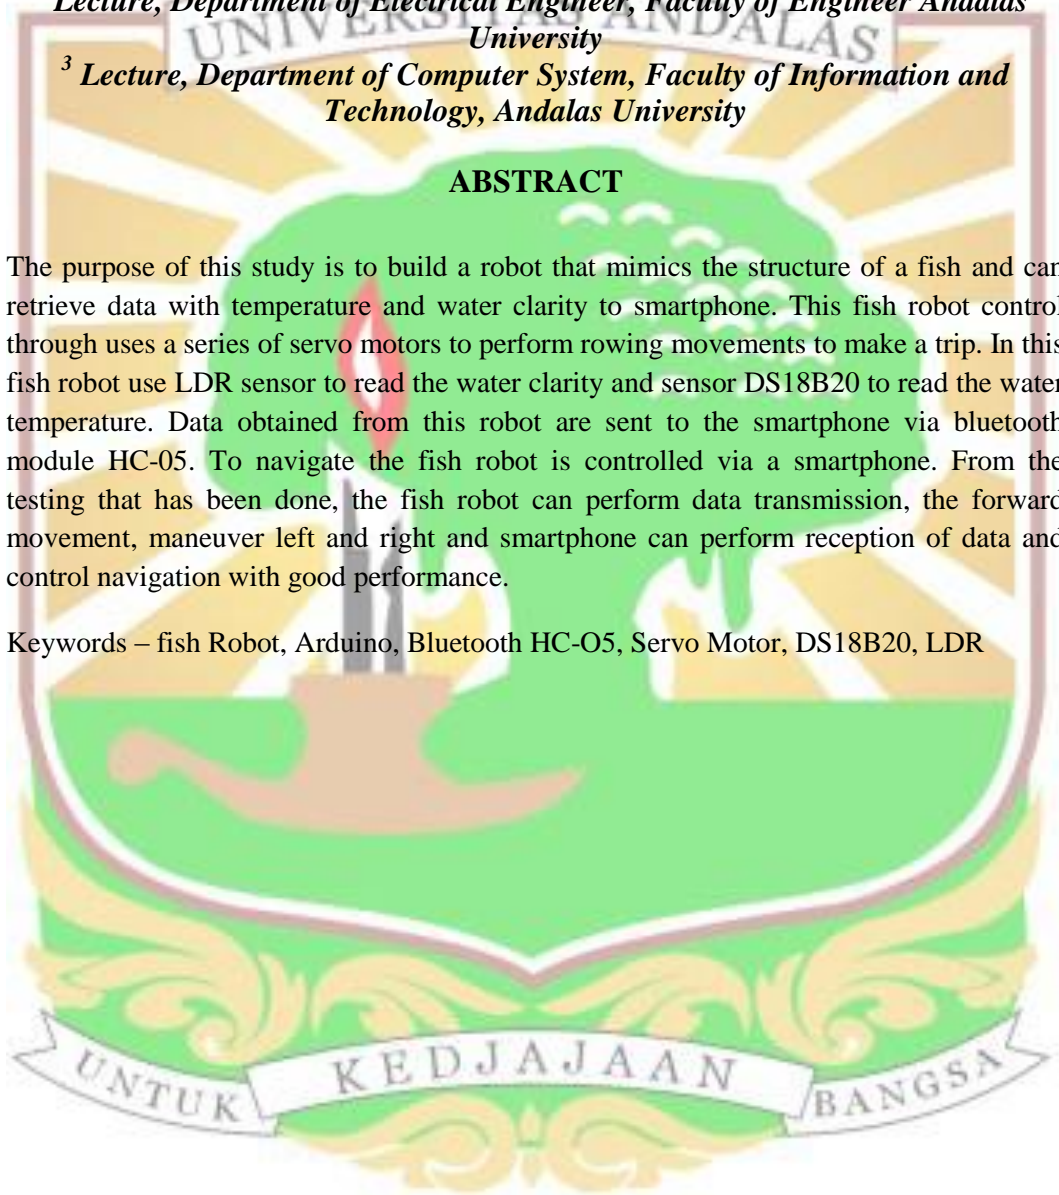 Lecture, Department of Electrical Engineer, Faculty of Engineer Andalas
University
UNIVERSITAS ANDALAS
3 Lecture, Department of Computer System, Faculty of Information and
Technology, Andalas University
ABSTRACT
The purpose of this study is to build a robot that mimics the structure of a fish and can
retrieve data with temperature and water clarity to smartphone. This fish robot control
through uses a series of servo motors to perform rowing movements to make a trip. In this
fish robot use LDR sensor to read the water clarity and sensor DS18B20 to read the water
temperature. Data obtained from this robot are sent to the smartphone via bluetooth
module HC-05. To navigate the fish robot is controlled via a smartphone. From the
testing that has been done, the fish robot can perform data transmission, the forward
movement, maneuver left and right and smartphone can perform reception of data and
control navigation with good performance.
Keywords – fish Robot, Arduino, Bluetooth HC-O5, Servo Motor, DS18B20, LDR
UNTUK KEDJAJAAN BANGSA